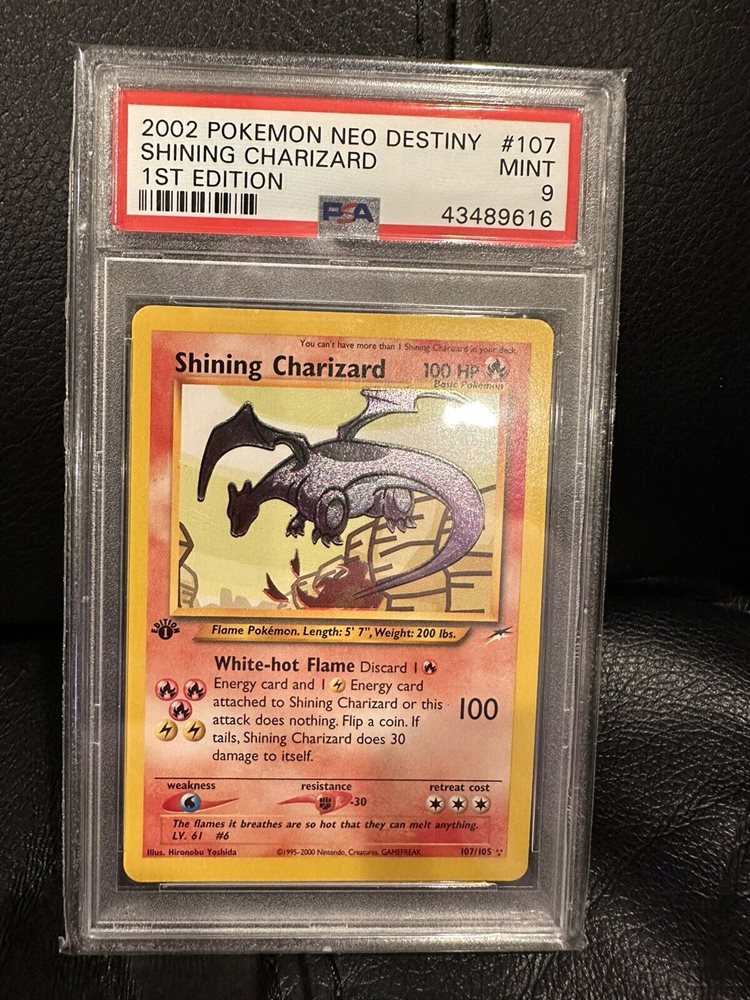 2002 POKEMON NEO DESTINY #107
SHINING CHARIZARD MINT
1ST EDITION 9
PSA 43489616
You can't have more than 1 Shining Charizard in your deck.
Shining Charizard 100 HP
Basic Pokémon
EDITION
1
Flame Pokémon. Length: 5' 7", Weight: 200 lbs.
White-hot Flame Discard 1
Energy card and 1 Energy card
attached to Shining Charizard or this
attack does nothing. Flip a coin. If
tails, Shining Charizard does 30
damage to itself.
100
weakness resistance retreat cost
-30
The flames it breathes are so hot that they can melt anything.
LV. 61 #6
Illus. Hironobu Yoshida ©1995-2000 Nintendo, Creatures, GAMEFREAK. 107/105